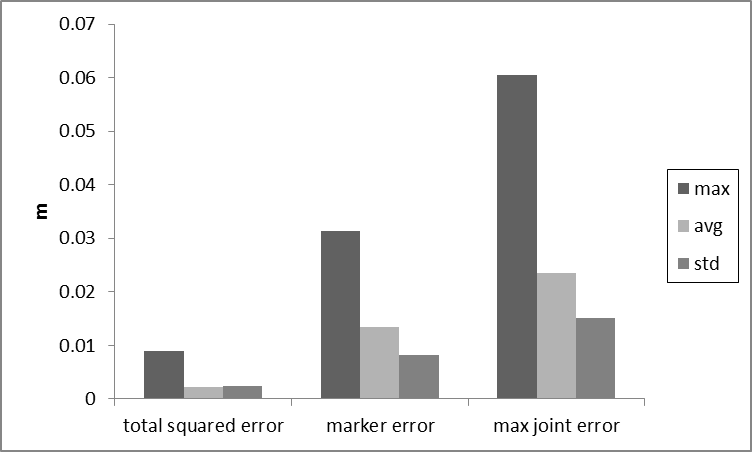 0.07
0.06
0.05
0.04
0.03
0.02
0.01
0
m
total squared error
marker error
max joint error
max
avg
std